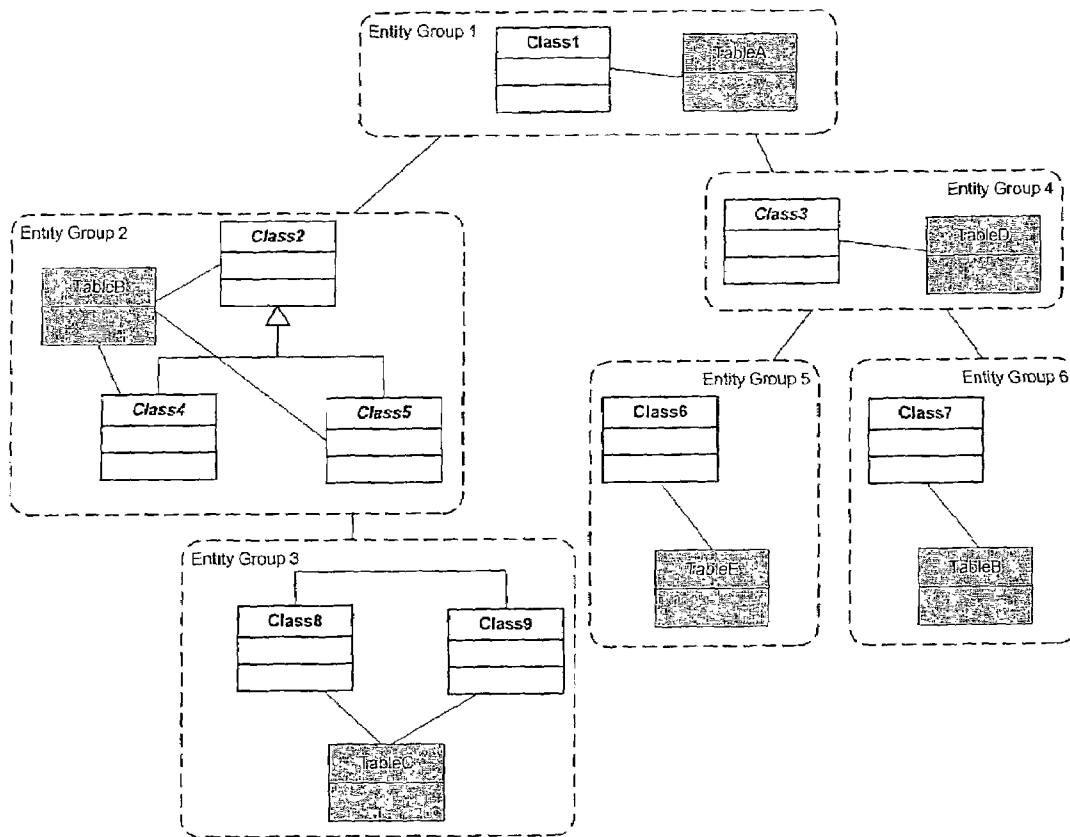 Entity Group 1
Class1
TableA
Entity Group 4
Class3
TableD
Entity Group 2
Class2
TableB
Class4
Class5
Entity Group 5
Class6
TableE
Entity Group 6
Class7
TableB
Entity Group 3
Class8
Class9
TableC